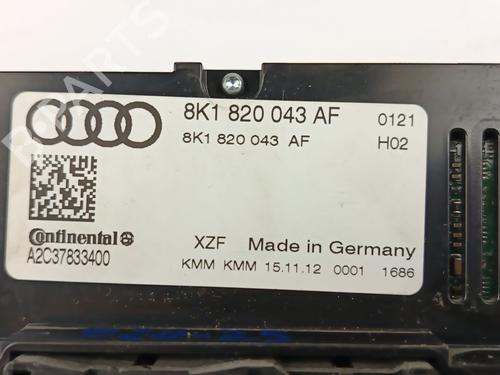 8K1 820 043 AF 0121
8K1 820 043 AF H02
Continental
A2C37833400
XZF Made in Germany
KMM KMM 15.11.12 0001 1686